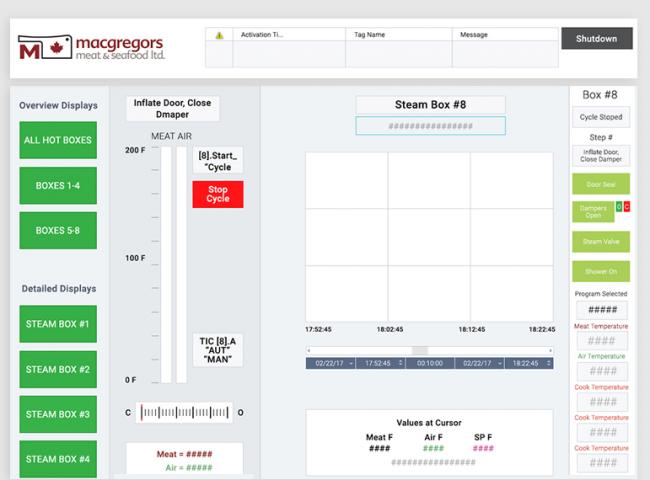 M
macgregors
meat & seafood ltd.
Activation Ti...
Tag Name
Message
Shutdown
Overview Displays
ALL HOT BOXES
BOXES 1-4
BOXES 5-8
Detailed Displays
STEAM BOX #1
STEAM BOX #2
STEAM BOX #3
STEAM BOX #4
Inflate Door, Close
Dmaper
MEAT AIR
200 F
100 F
0 F
[8].Start_
"Cycle
Stop
Cycle
TIC [8].A
"AUT"
"MAN"
C
O
Meat = #####
Air = #####
Steam Box #8
################
17:52:45
18:02:45
18:12:45
18:22:45
02/22/17
17:52:45
00:10:00
02/22/17
18:22:45
Values at Cursor
Meat F
Air F
SP F
####
####
####
################
Box #8
Cycle Stoped
Step #
Inflate Door,
Close Damper
Door Seal
Dampers
Open
O
C
Steam Valve
Shower On
Program Selected
#####
Meat Temperature
####
Air Temperature
####
Cook Temperature
####
Cook Temperature
####
Cook Temperature
####